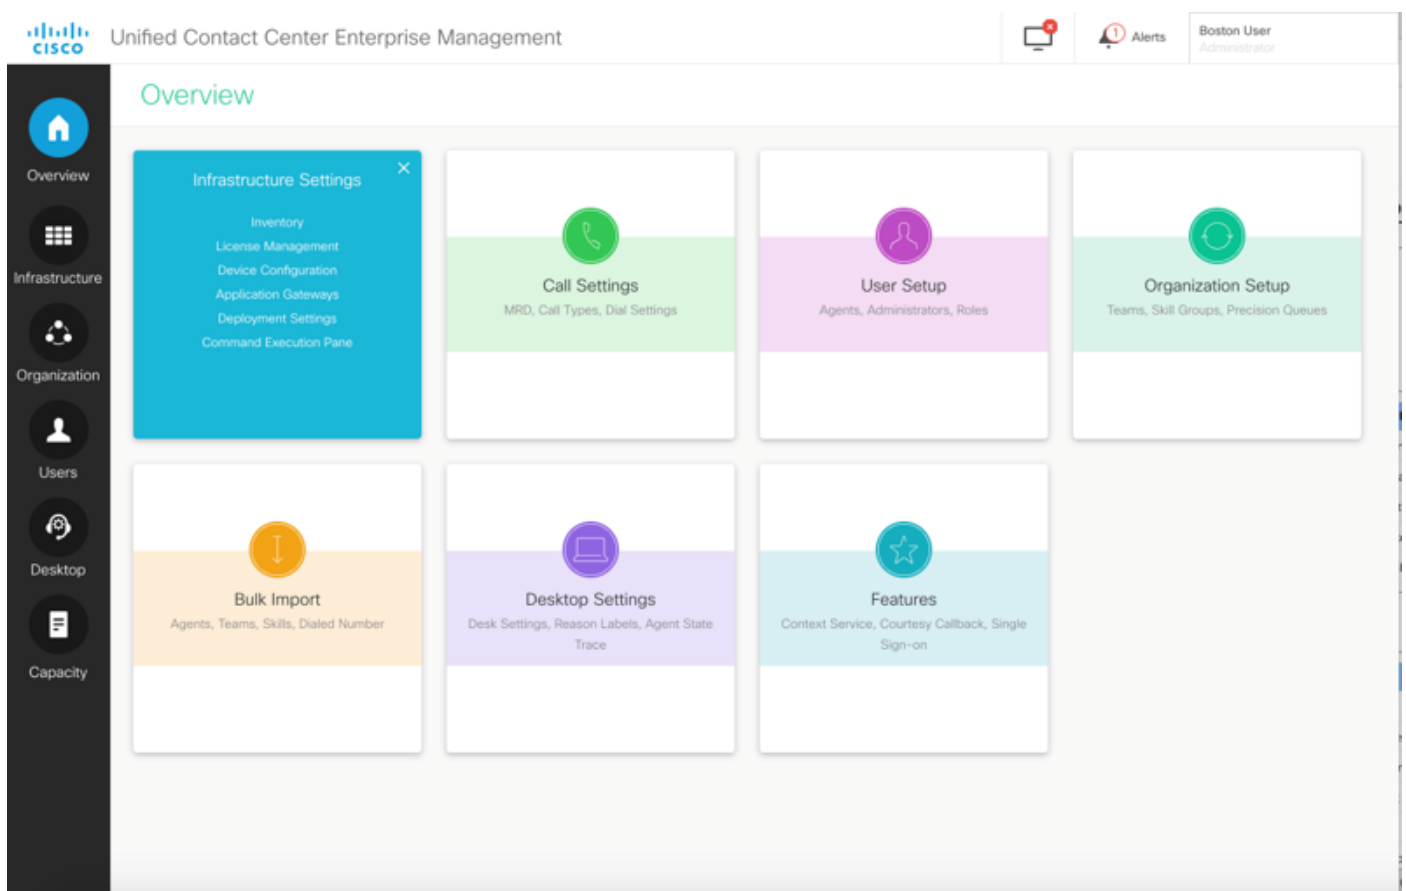 CISCO
Unified Contact Center Enterprise Management
1
Alerts
Boston User
Administrator
Overview
Overview
Infrastructure
Organization
Users
Desktop
Capacity
Infrastructure Settings
Inventory
License Management
Device Configuration
Application Gateways
Deployment Settings
Command Execution Pane
Call Settings
MRD, Call Types, Dial Settings
User Setup
Agents, Administrators, Roles
Organization Setup
Teams, Skill Groups, Precision Queues
Bulk Import
Agents, Teams, Skills, Dialed Number
Desktop Settings
Desk Settings, Reason Labels, Agent State
Trace
Features
Context Service, Courtesy Callback, Single
Sign-on